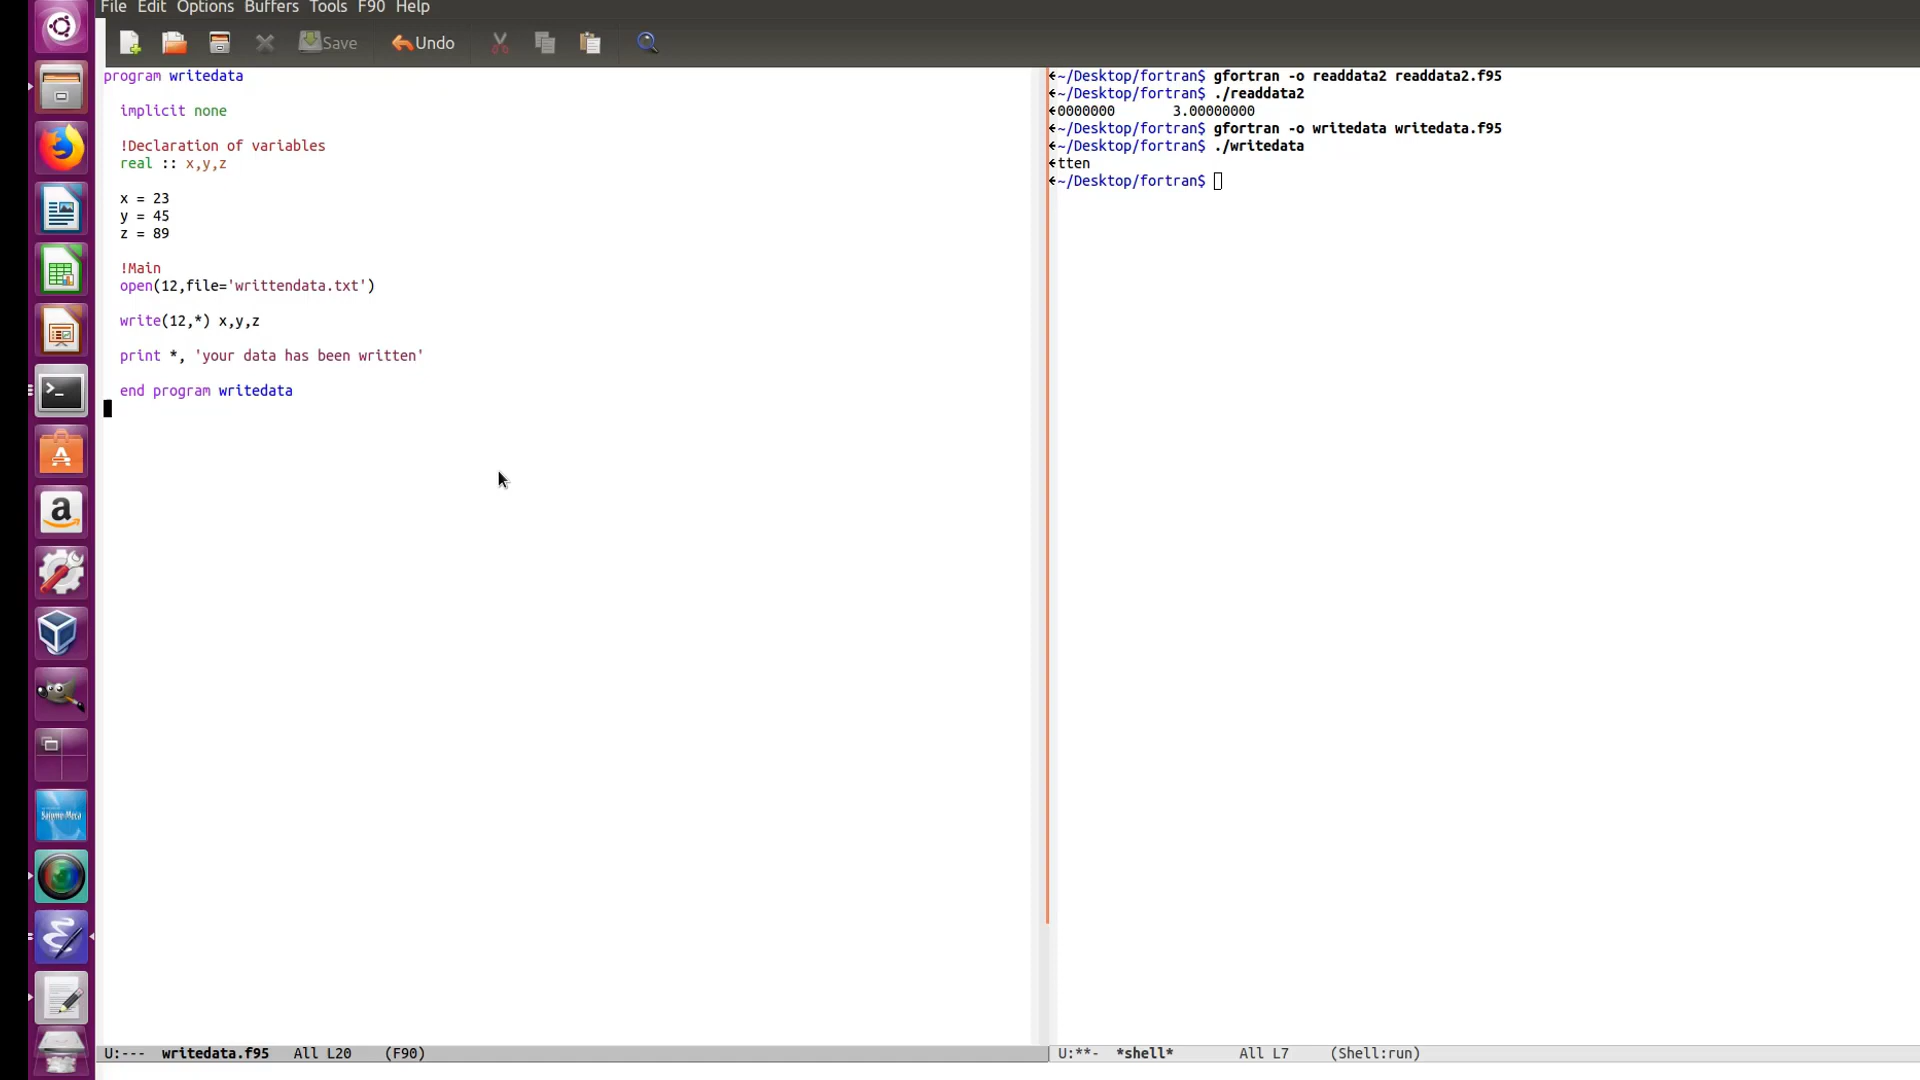 File Edit Options Buffers Tools F90 Help
Save Undo
program writedata
implicit none
!Declaration of variables
real :: x,y,z
x = 23
y = 45
z = 89
!Main
open(12,file='writtendata.txt')
write(12,*) x,y,z
print *, 'your data has been written'
end program writedata
~/Desktop/fortran$ gfortran -o readdata2 readdata2.f95
~/Desktop/fortran$ ./readdata2
0000000 3.00000000
~/Desktop/fortran$ gfortran -o writedata writedata.f95
~/Desktop/fortran$ ./writedata
tten
~/Desktop/fortran$
>_
A
a
Salome-Meca
U:--- writedata.f95 All L20 (F90)
U:**- *shell* All L7 (Shell:run)